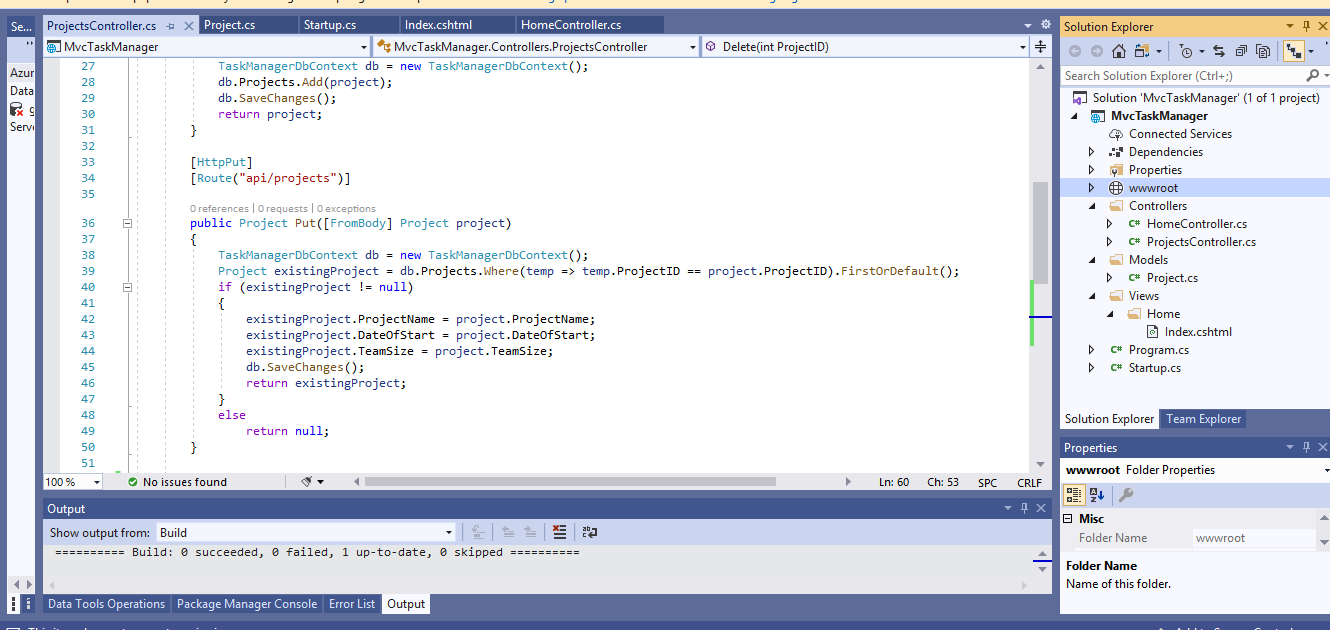 Se...
Azur
Data
Serv
ProjectsController.cs
Project.cs
Startup.cs
Index.cshtml
HomeController.cs
MvcTaskManager
MvcTaskManager.Controllers.ProjectsController
Delete(int ProjectID)
27 TaskManagerDbContext db = new TaskManagerDbContext();
28 db.Projects.Add(project);
29 db.SaveChanges();
30 return project;
31 }
32
33 [HttpPut]
34 [Route("api/projects")]
35
0 references | 0 requests | 0 exceptions
36 public Project Put([FromBody] Project project)
37 {
38 TaskManagerDbContext db = new TaskManagerDbContext();
39 Project existingProject = db.Projects.Where(temp => temp.ProjectID == project.ProjectID).FirstOrDefault();
40 if (existingProject != null)
41 {
42 existingProject.ProjectName = project.ProjectName;
43 existingProject.DateOfStart = project.DateOfStart;
44 existingProject.TeamSize = project.TeamSize;
45 db.SaveChanges();
46 return existingProject;
47 }
48 else
49 return null;
50 }
51
100 %
No issues found
Ln: 60 Ch: 53 SPC CRLF
Output
Show output from: Build
========== Build: 0 succeeded, 0 failed, 1 up-to-date, 0 skipped ==========
Data Tools Operations
Package Manager Console
Error List
Output
Solution Explorer
Search Solution Explorer (Ctrl+;)
Solution 'MvcTaskManager' (1 of 1 project)
MvcTaskManager
Connected Services
Dependencies
Properties
wwwroot
Controllers
C# HomeController.cs
C# ProjectsController.cs
Models
C# Project.cs
Views
Home
Index.cshtml
C# Program.cs
C# Startup.cs
Solution Explorer
Team Explorer
Properties
wwwroot Folder Properties
Misc
Folder Name wwwroot
Folder Name
Name of this folder.